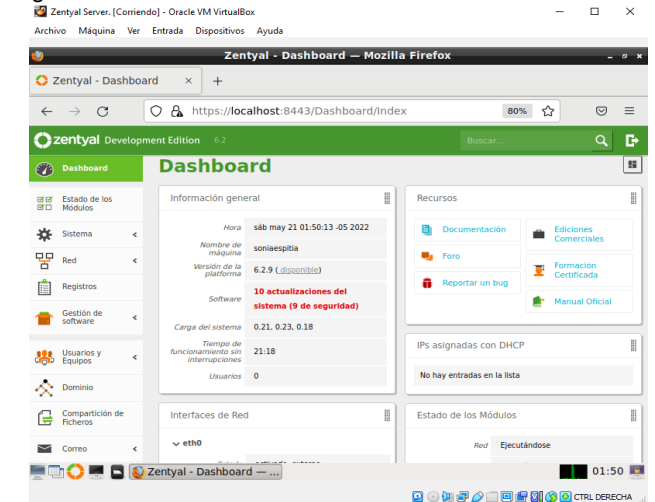 Zentyal Server. [Corriendo] - Oracle VM VirtualBox
Archivo Máquina Ver Entrada Dispositivos Ayuda
Zentyal - Dashboard — Mozilla Firefox
Zentyal - Dashboard
https://localhost:8443/Dashboard/Index 80%
zentyal Development Edition 6.2 Buscar...
Dashboard
Estado de los
Módulos
Sistema
Red
Registros
Gestión de
software
Usuarios y
Equipos
Dominio
Compartición de
Ficheros
Correo
Dashboard
Información general
Hora sáb may 21 01:50:13 -05 2022
Nombre de
máquina soniaespitia
Versión de la
plataforma 6.2.9 ( disponible)
Software 10 actualizaciones del
sistema (9 de seguridad)
Carga del sistema 0.21, 0.23, 0.18
Tiempo de
funcionamiento sin
interrupciones 21:18
Usuarios 0
Interfaces de Red
eth0
Recursos
Documentación
Foro
Reportar un bug
Ediciones
Comerciales
Formación
Certificada
Manual Oficial
IPs asignadas con DHCP
No hay entradas en la lista
Estado de los Módulos
Red Ejecutándose
Zentyal - Dashboard — ... 01:50
CTRL DERECHA